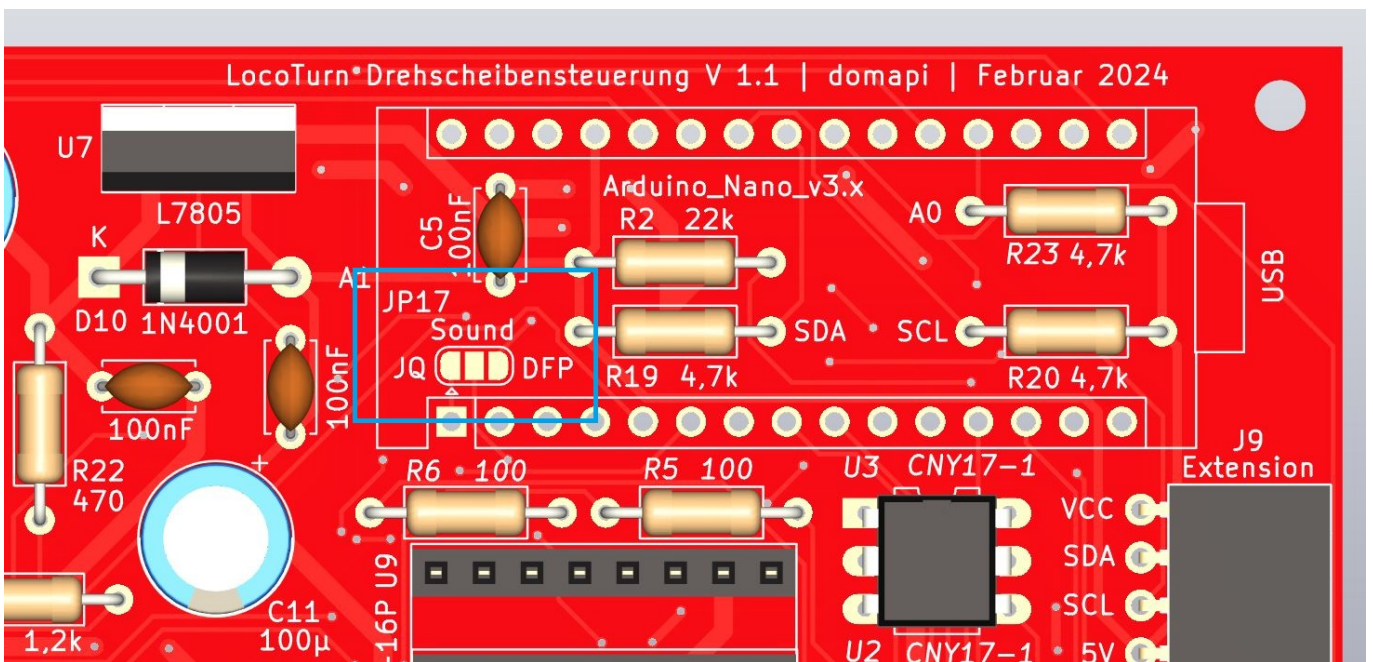 LocoTurn Drehscheibensteuerung V 1.1 | domapi | Februar 2024
U7
L7805
K
D10 1N4001
100nF
100nF
R22
470
1,2k
C11
100µ
+
A1
C5
100nF
Arduino_Nano_v3.x
R2 22k
A0
R23 4,7k
USB
JP17
Sound
JQ DFP
SDA
SCL
R19 4,7k
R20 4,7k
R6 100
R5 100
U3 CNY17-1
J9
Extension
VCC
SDA
SCL
5V
-16P U9
U2 CNY17-1